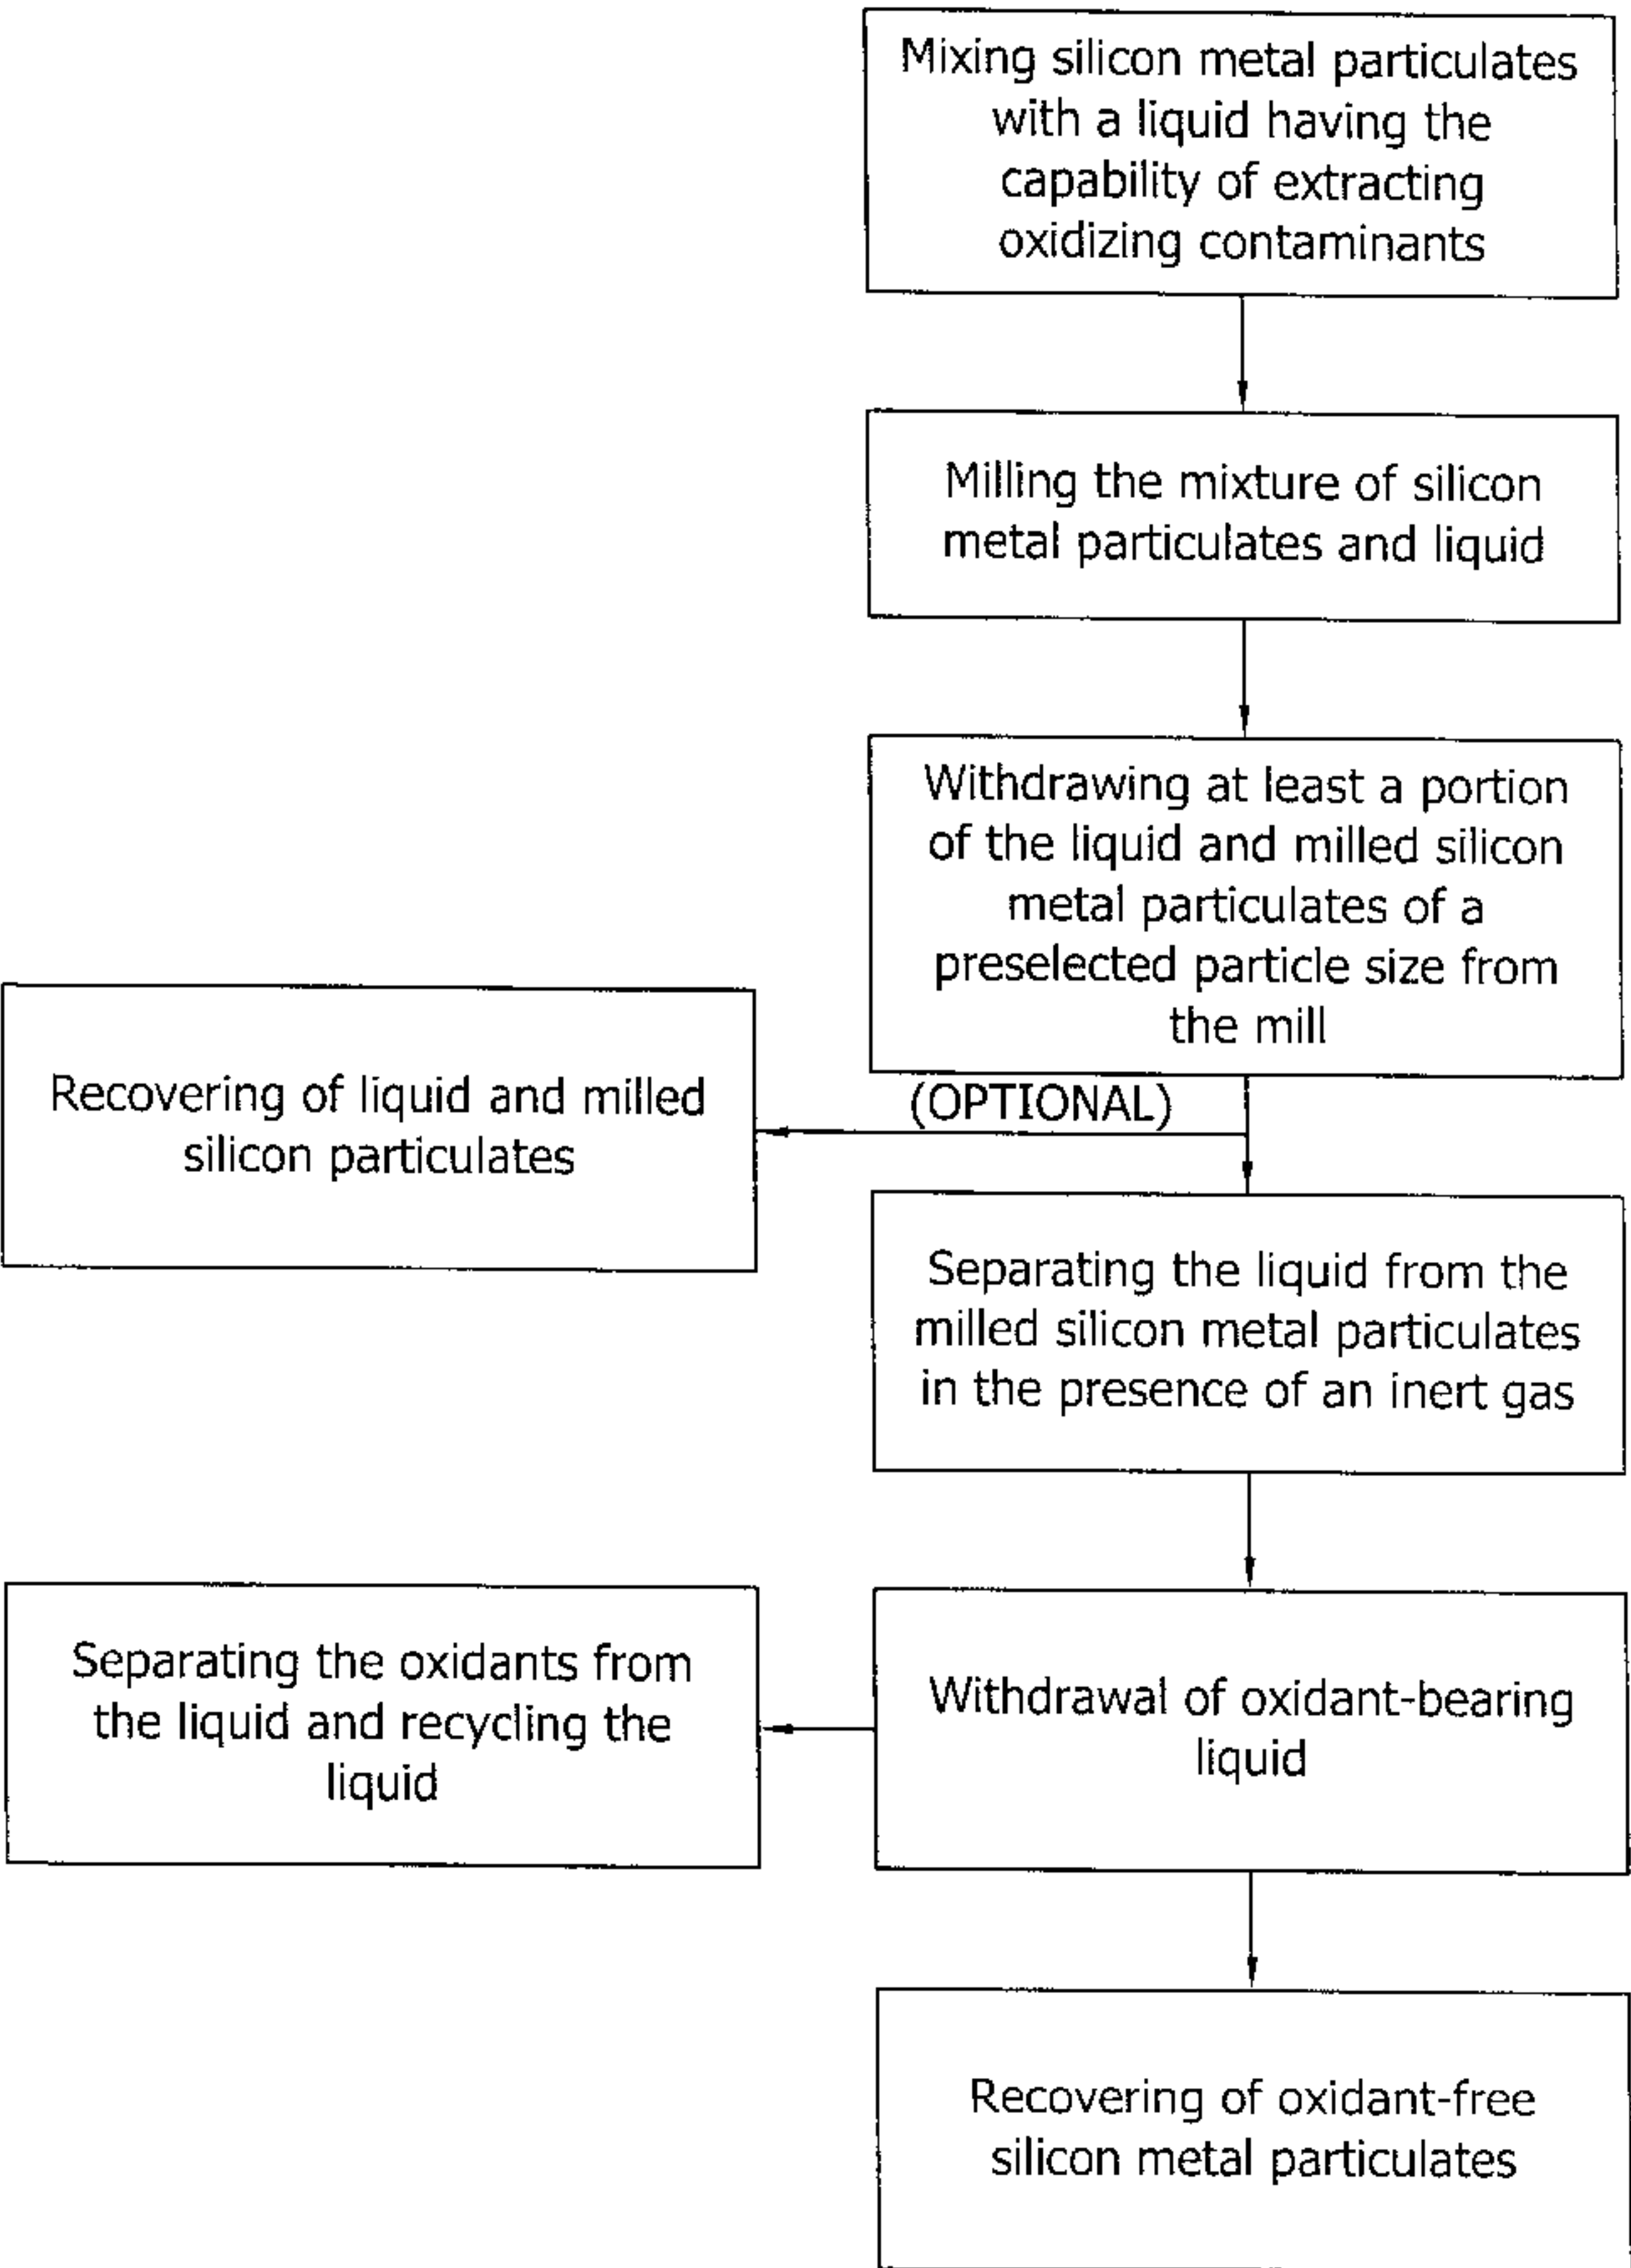 Mixing silicon metal particulates
with a liquid having the
capability of extracting
oxidizing contaminants
Milling the mixture of silicon
metal particulates and liquid
Withdrawing at least a portion
of the liquid and milled silicon
metal particulates of a
preselected particle size from
the mill
(OPTIONAL)
Recovering of liquid and milled
silicon particulates
Separating the liquid from the
milled silicon metal particulates
in the presence of an inert gas
Withdrawal of oxidant-bearing
liquid
Separating the oxidants from
the liquid and recycling the
liquid
Recovering of oxidant-free
silicon metal particulates